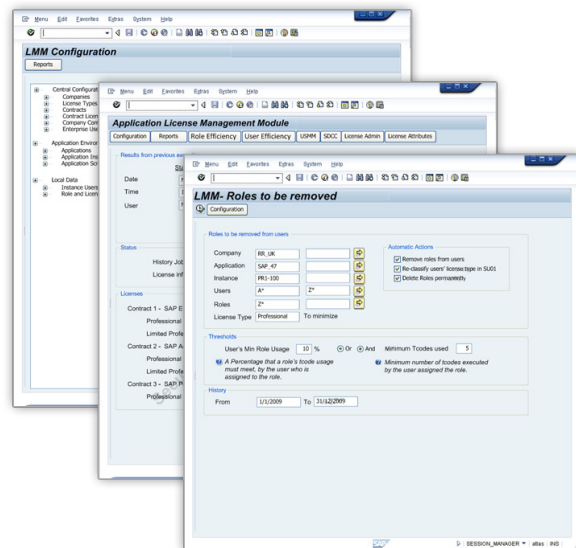 Menu Edit Favorites Extras System Help
LMM Configuration
Reports
Central Configurat
Companies
License Types
Contracts
Contract Licen
Company Cont
Enterprise Use
Application Environ
Applications
Application Ins
Application Sol
Local Data
Instance Users
Role and Licen
Menu Edit Favorites Extras System Help
Application License Management Module
Configuration Reports Role Efficiency User Efficiency USMM SDCC License Admin License Attributes
Results from previous
Date
Time
User
Status
History Job
License inf
Licenses
Contract 1 - SAP E
Professional
Limited Profe
Contract 2 - SAP A
Professional
Limited Profe
Contract 3 - SAP P
Professional
Menu Edit Favorites Extras System Help
LMM- Roles to be removed
Configuration
Roles to be removed from users
Company RR_UK
Application SAP_47
Instance PR1-100
Users A* Z*
Roles Z*
License Type Professional To minimize
Automatic Actions
Remove roles from users
Re-classify users' license type in SU01
Delete Roles permanently
Thresholds
User's Min Role Usage 10 % Or And Minimum Tcodes used 5
A Percentage that a role's tcode usage must meet, by the user who is assigned to the role.
Minimum number of tcodes executed by the user assigned the role.
History
From 1/1/2009 To 31/12/2009
SAP
SESSION_MANAGER atlas INS